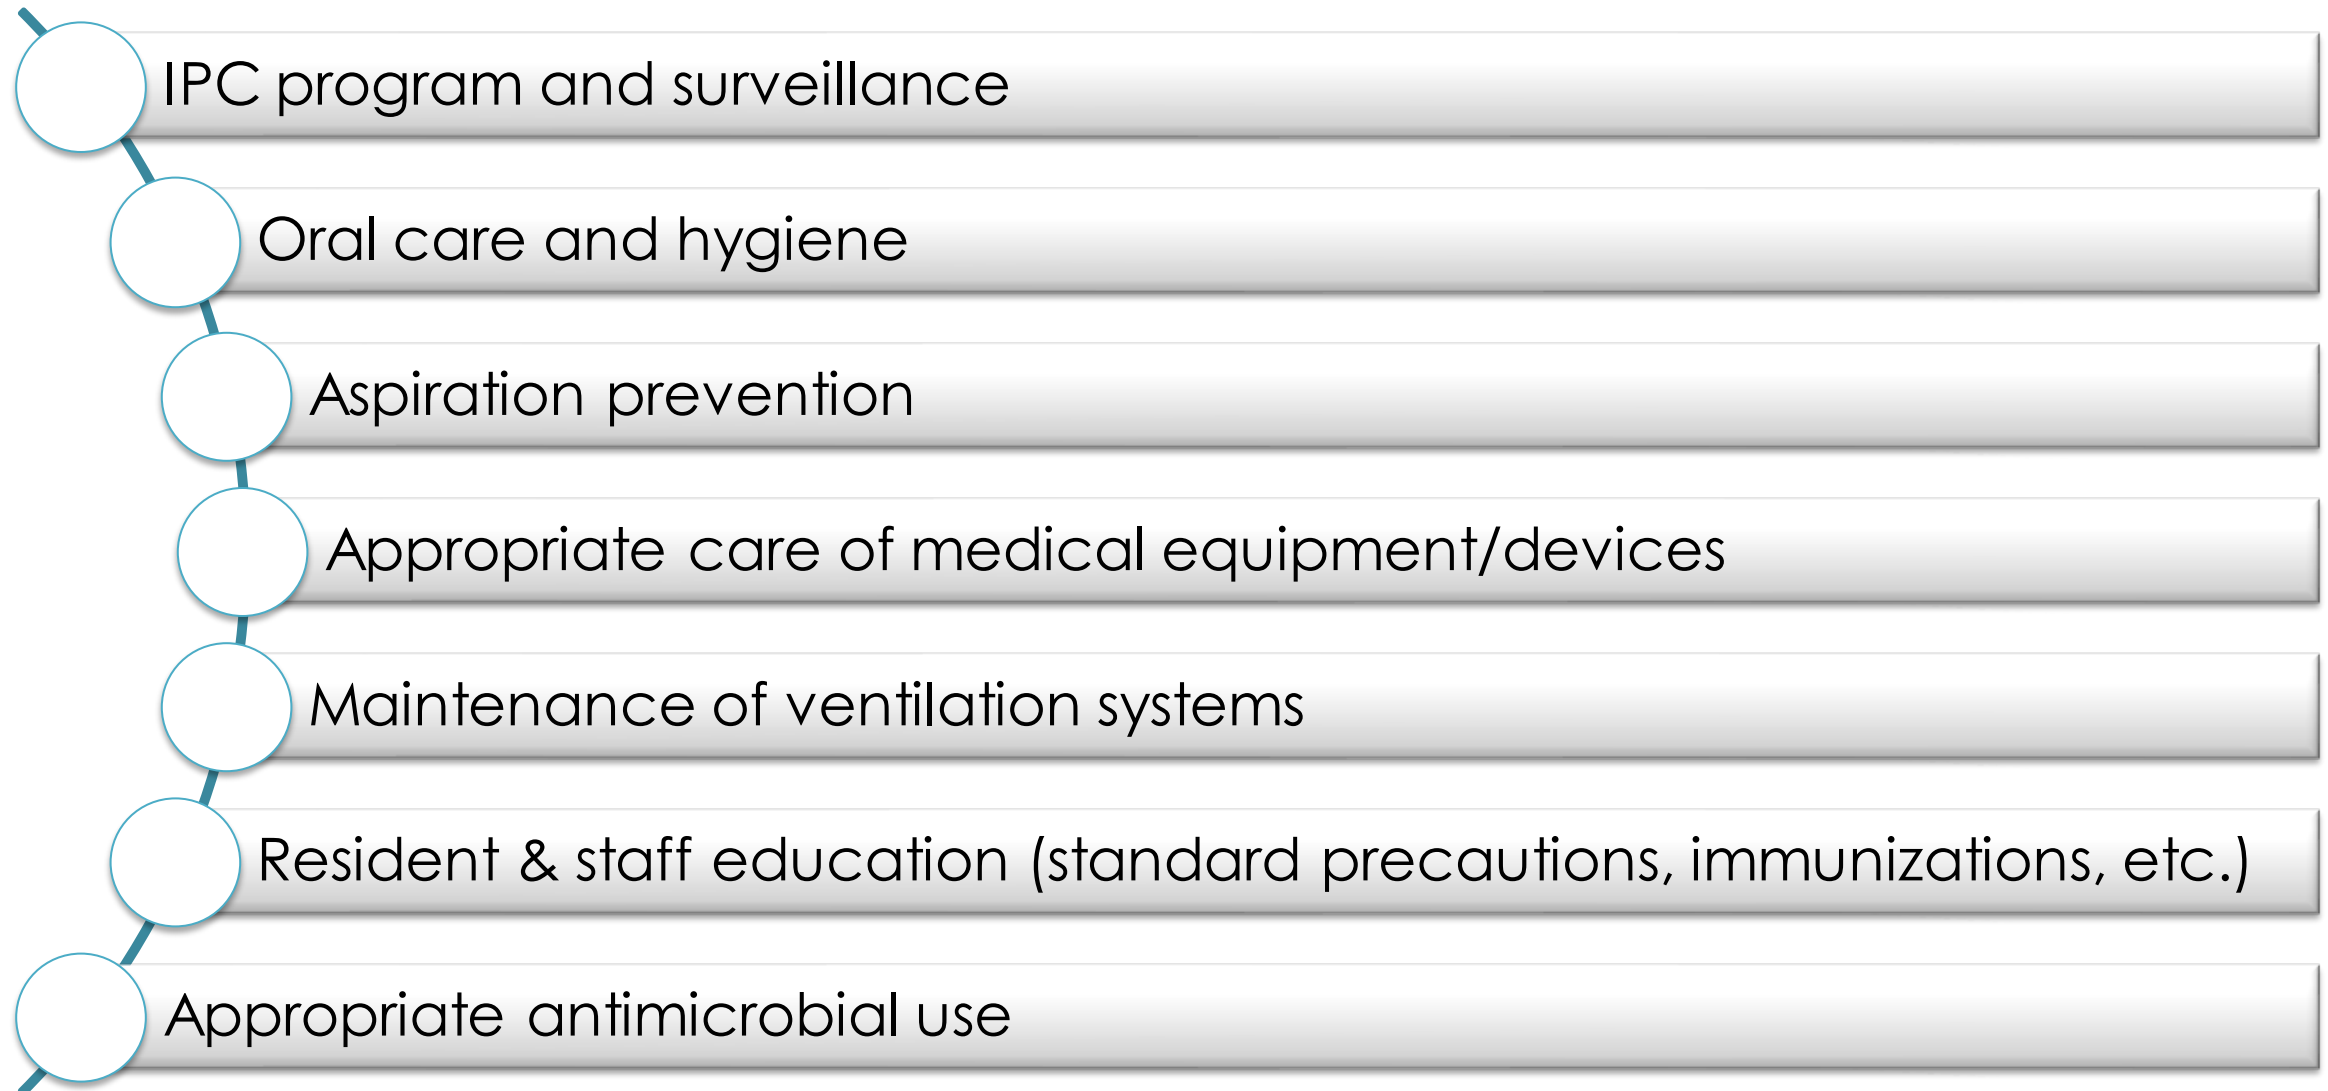 IPC program and surveillance
Oral care and hygiene
Aspiration prevention
Appropriate care of medical equipment/devices
Maintenance of ventilation systems
Resident & staff education (standard precautions, immunizations, etc.)
Appropriate antimicrobial use